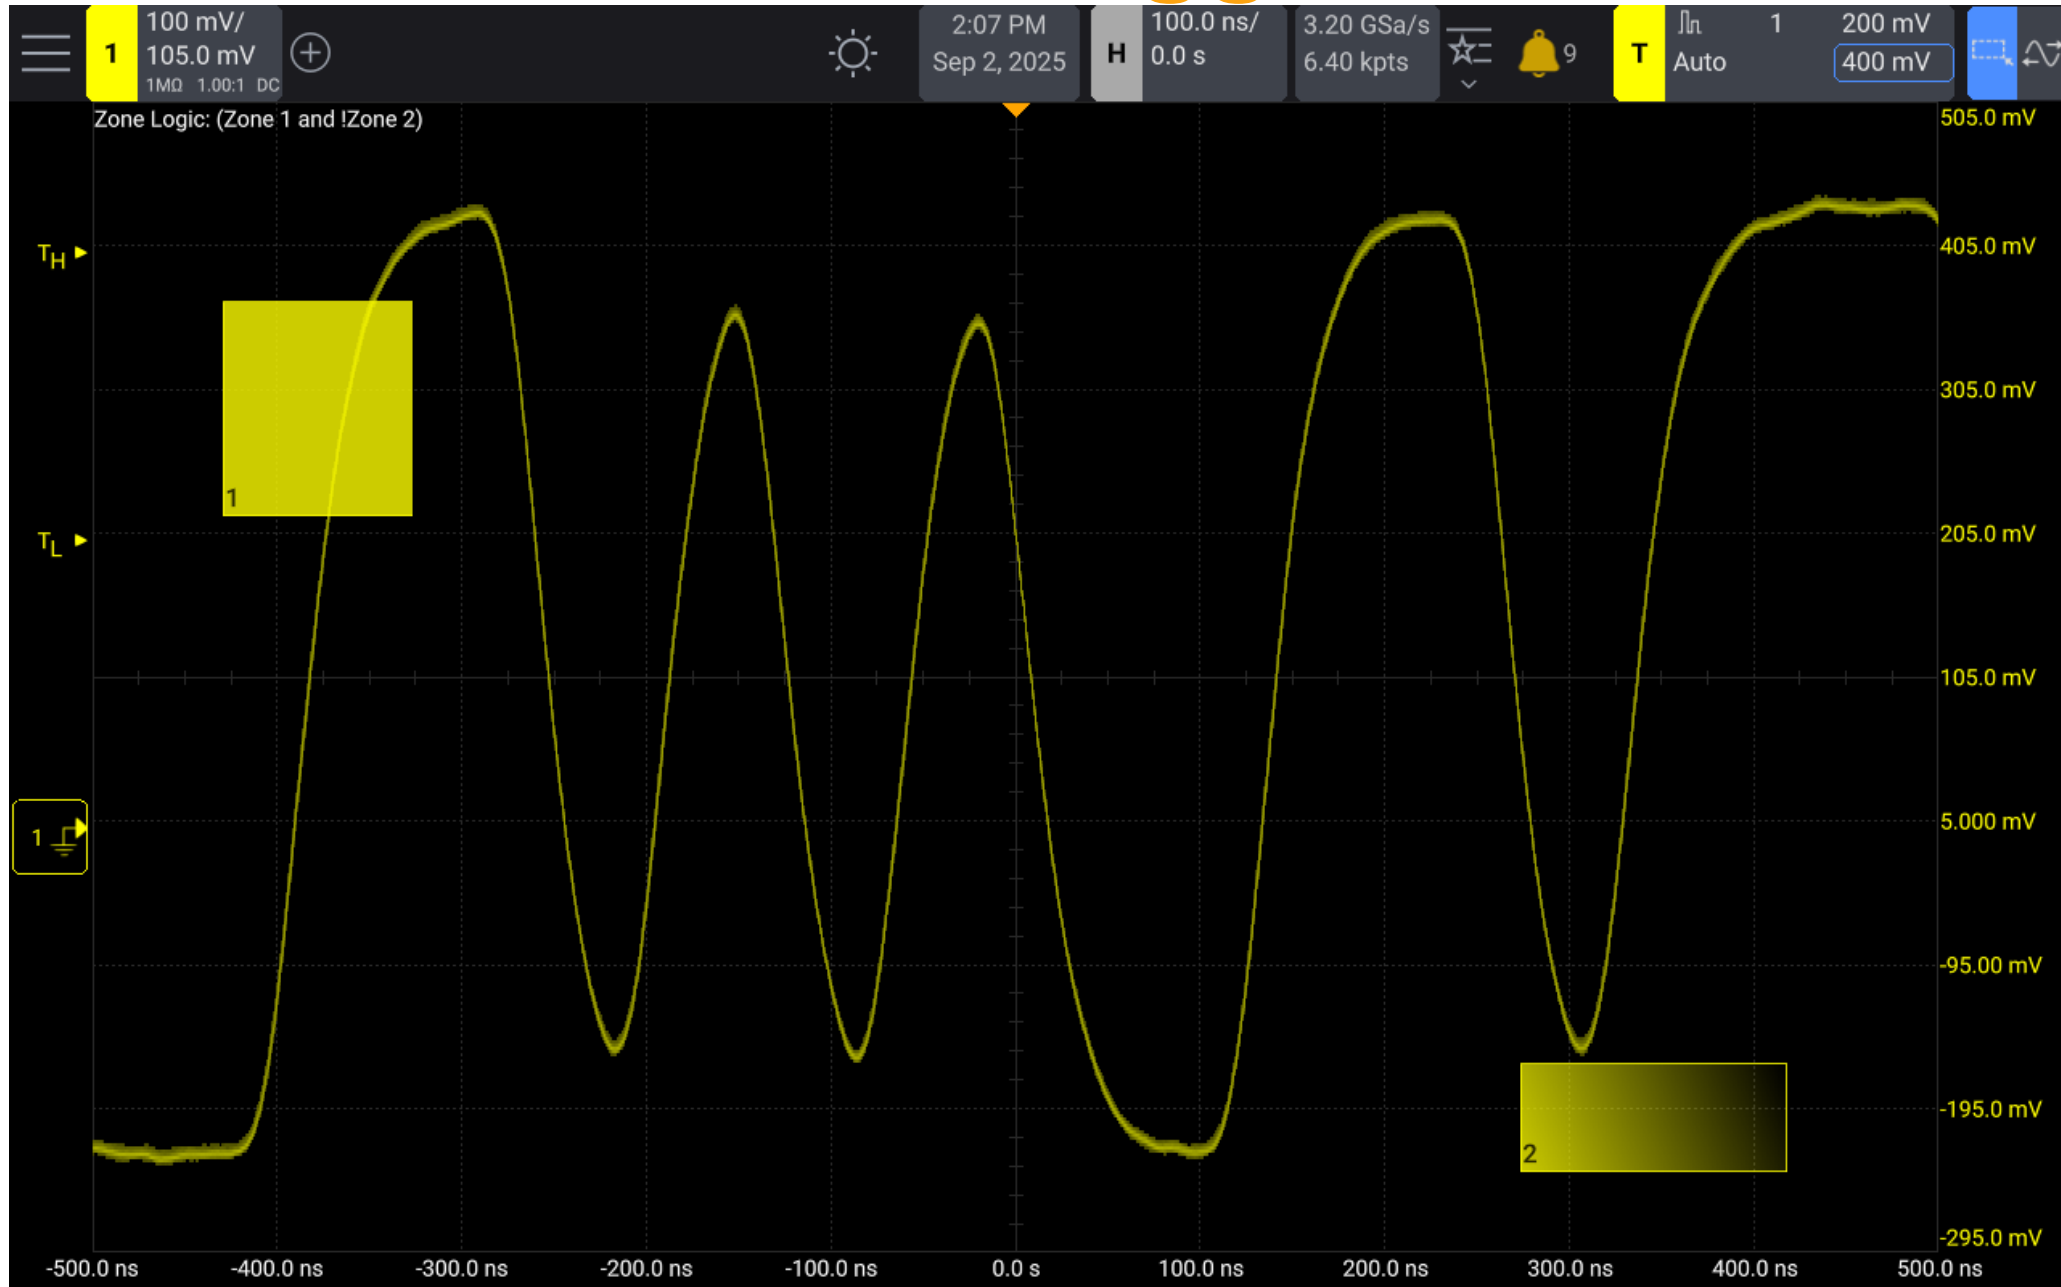 1
100 mV/
105.0 mV
1MΩ 1.00:1 DC
2:07 PM
Sep 2, 2025
H
100.0 ns/
0.0 s
3.20 GSa/s
6.40 kpts
9
T
1
200 mV
Auto
400 mV
Zone Logic: (Zone 1 and !Zone 2)
505.0 mV
TH
405.0 mV
305.0 mV
1
TL
205.0 mV
105.0 mV
1
5.000 mV
-95.00 mV
-195.0 mV
2
-295.0 mV
-500.0 ns
-400.0 ns
-300.0 ns
-200.0 ns
-100.0 ns
0.0 s
100.0 ns
200.0 ns
300.0 ns
400.0 ns
500.0 ns